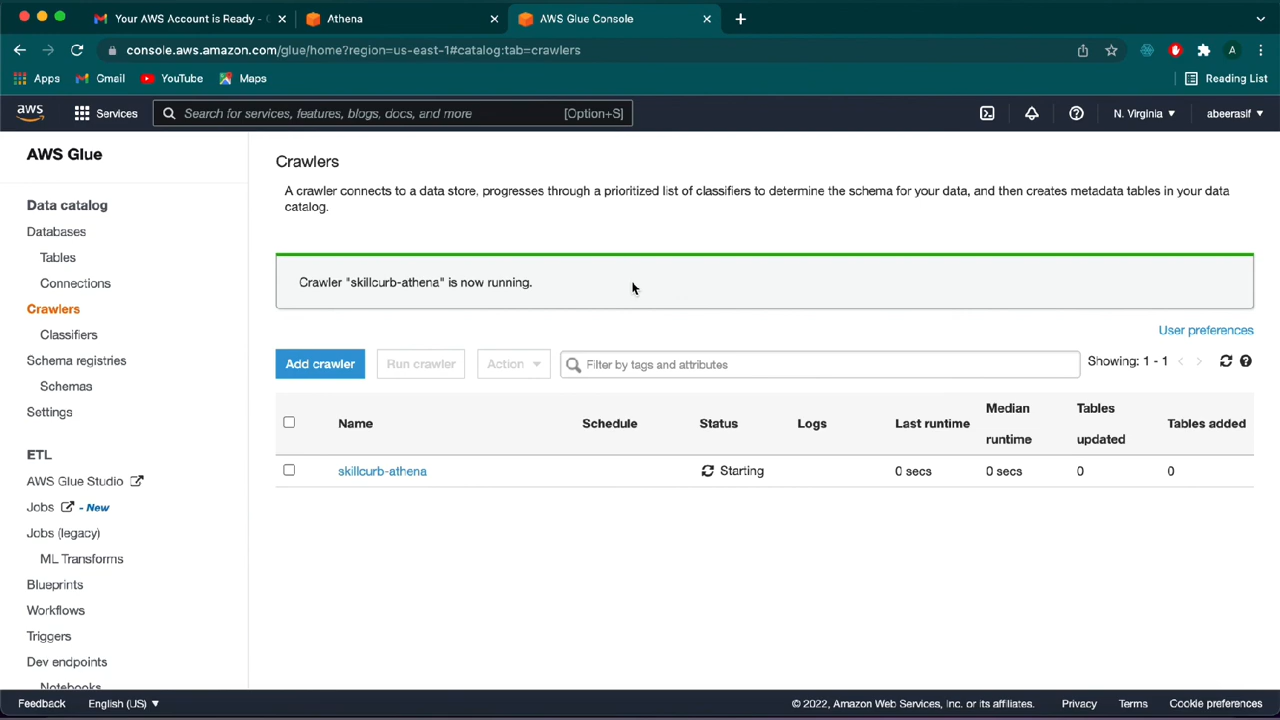 Your AWS Account is Ready -
Athena
AWS Glue Console
console.aws.amazon.com/glue/home?region=us-east-1#catalog:tab=crawlers
A
Apps
Gmail
YouTube
Maps
Reading List
aws
Services
Search for services, features, blogs, docs, and more
[Option+S]
N. Virginia
abeerasif
AWS Glue
Data catalog
Databases
Tables
Connections
Crawlers
Classifiers
Schema registries
Schemas
Settings
ETL
AWS Glue Studio
Jobs - New
Jobs (legacy)
ML Transforms
Blueprints
Workflows
Triggers
Dev endpoints
Notebooks
Crawlers
A crawler connects to a data store, progresses through a prioritized list of classifiers to determine the schema for your data, and then creates metadata tables in your data
catalog.
Crawler "skillcurb-athena" is now running.
User preferences
Add crawler
Run crawler
Action
Filter by tags and attributes
Showing: 1 - 1
Name
Schedule
Status
Logs
Last runtime
Median
runtime
Tables
updated
Tables added
skillcurb-athena
Starting
0 secs
0 secs
0
0
Feedback
English (US)
© 2022, Amazon Web Services, Inc. or its affiliates.
Privacy
Terms
Cookie preferences